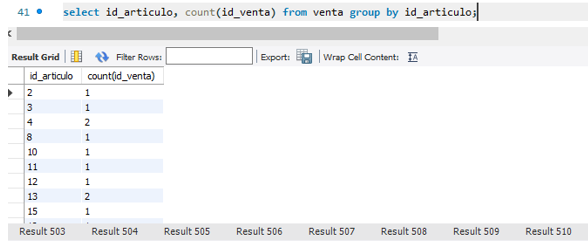 41 select id_articulo, count(id_venta) from venta group by id_articulo;
Result Grid Filter Rows: Export: Wrap Cell Content:
id_articulo count(id_venta)
2 1
3 1
4 2
8 1
10 1
11 1
12 1
13 2
15 1
Result 503 Result 504 Result 505 Result 506 Result 507 Result 508 Result 509 Result 510